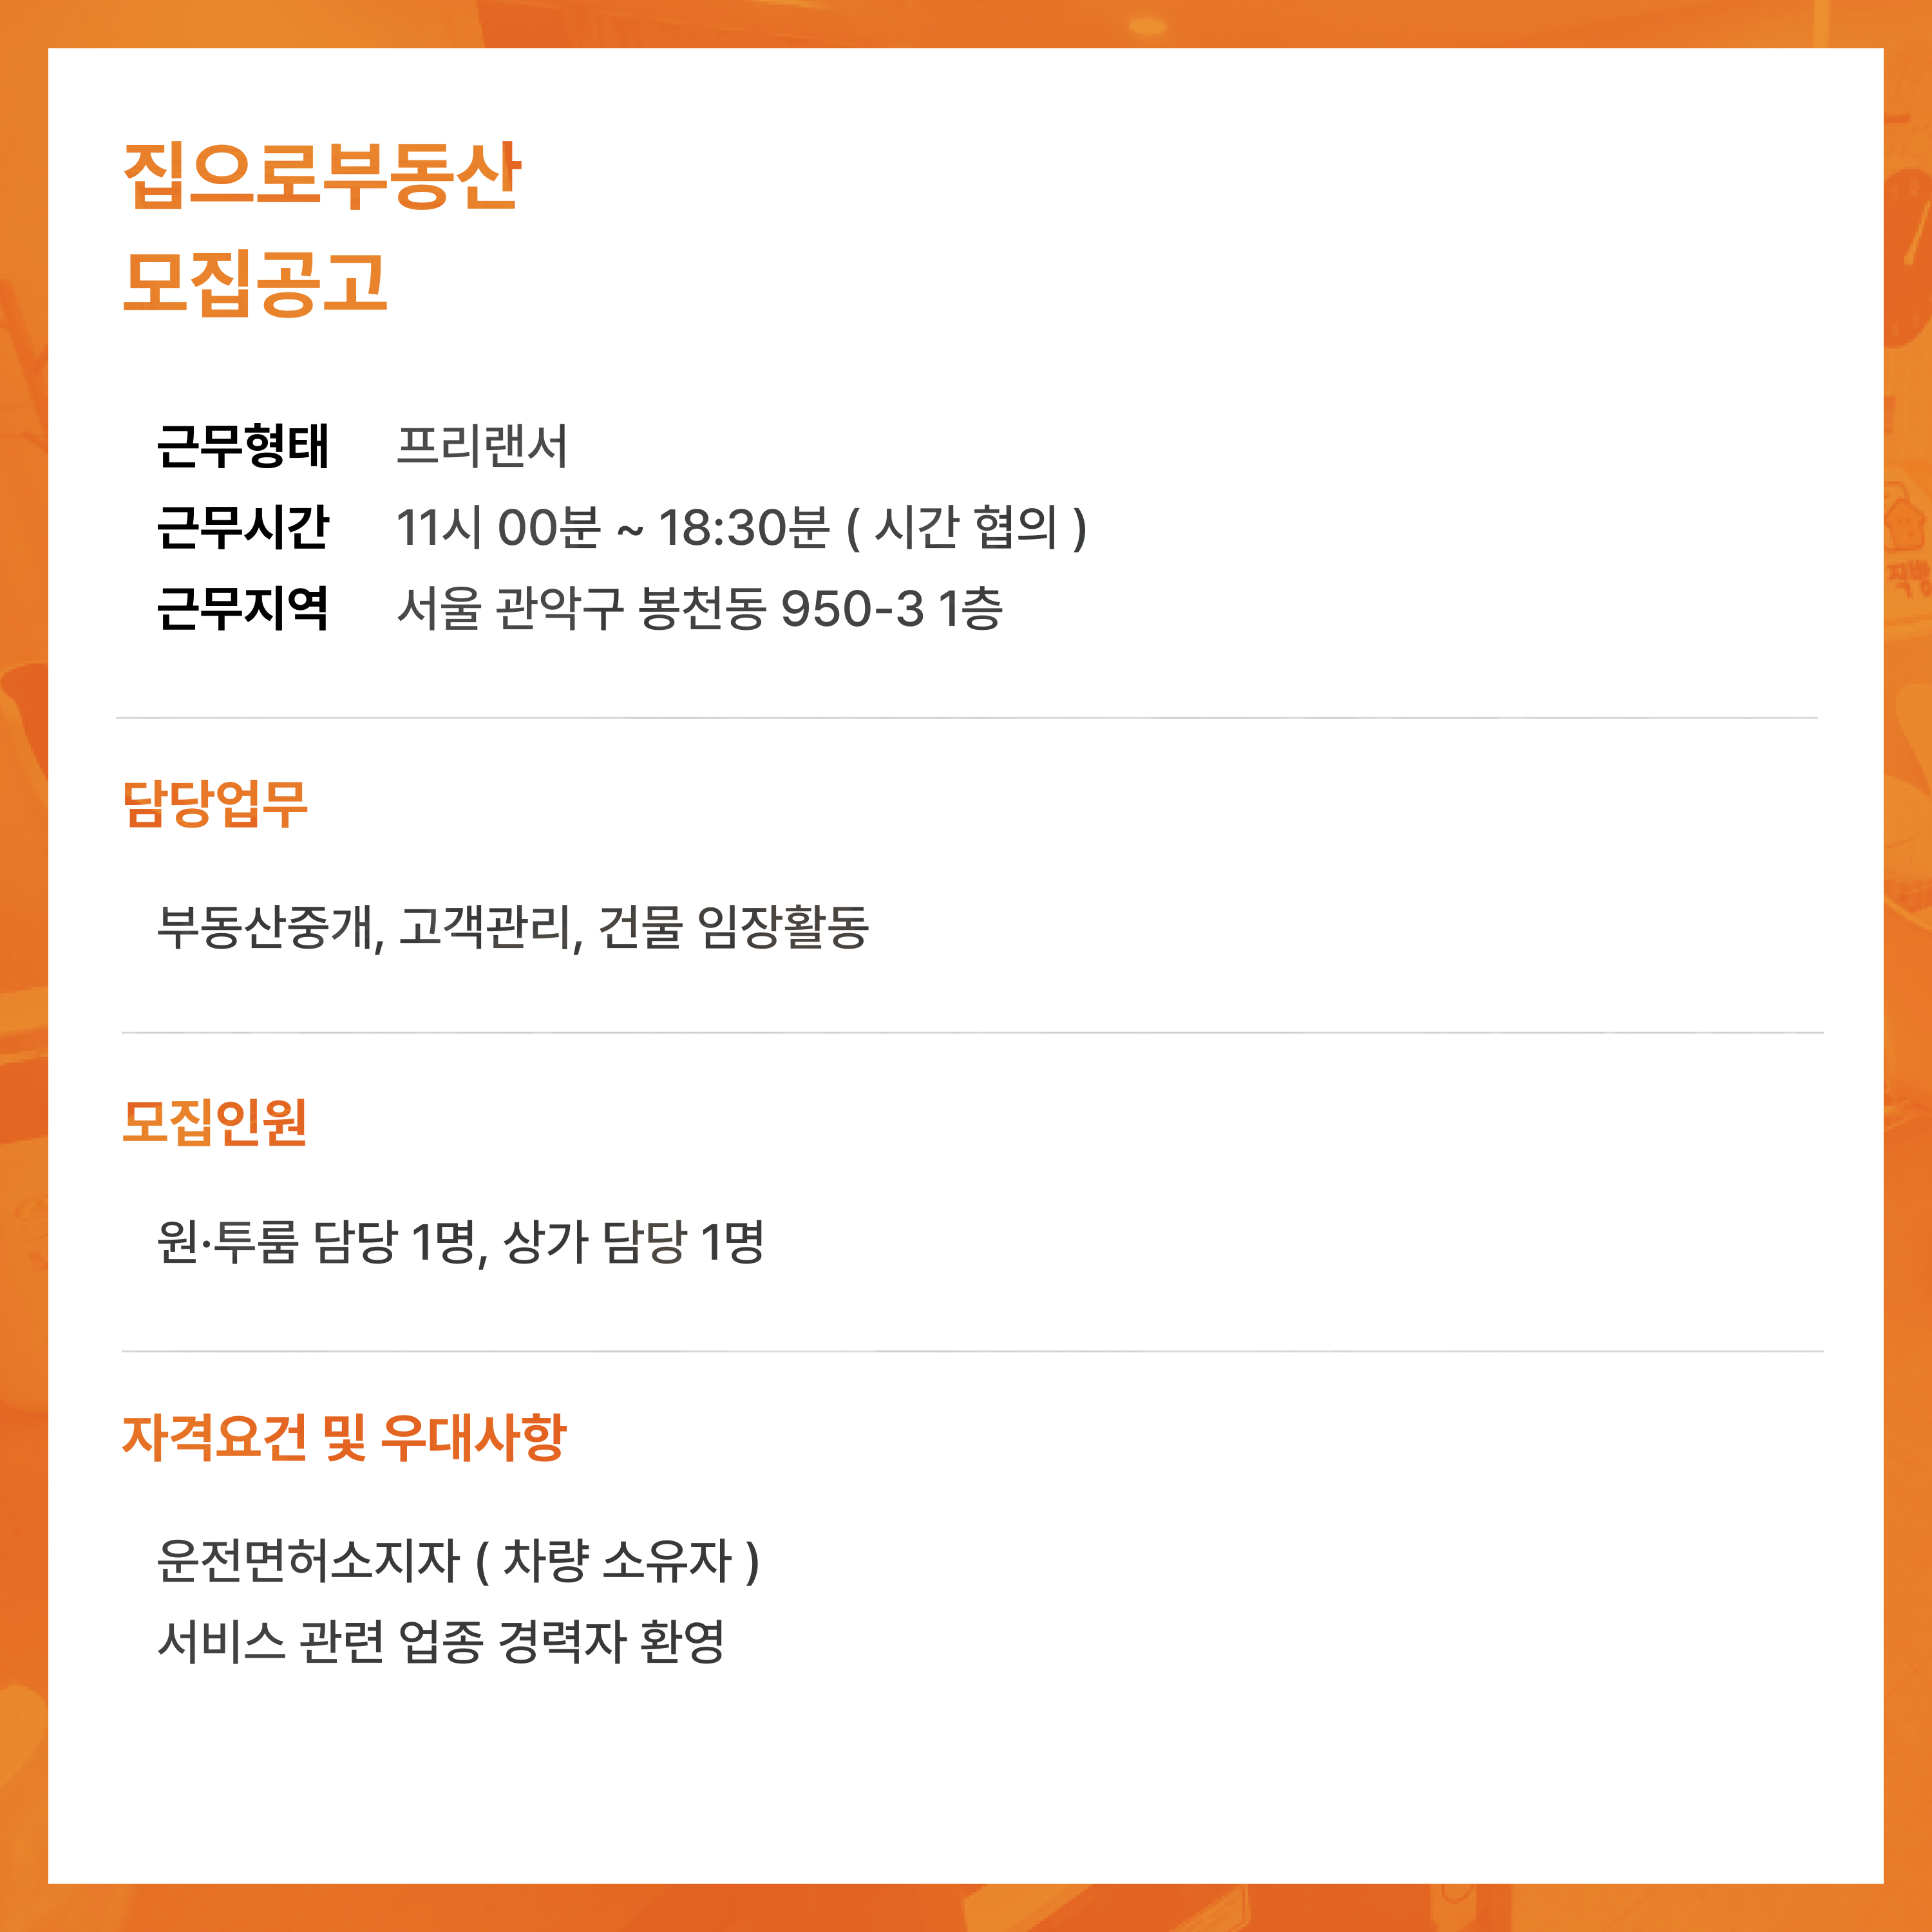 집으로부동산
모집공고
근무형태 프리랜서
근무시간 11시 00분 ~ 18:30분 ( 시간 협의 )
근무지역 서울 관악구 봉천동 950-3 1층
담당업무
부동산중개, 고객관리, 건물 임장활동
모집인원
원·투룸 담당 1명, 상가 담당 1명
자격요건 및 우대사항
운전면허소지자 ( 차량 소유자 )
서비스 관련 업종 경력자 환영